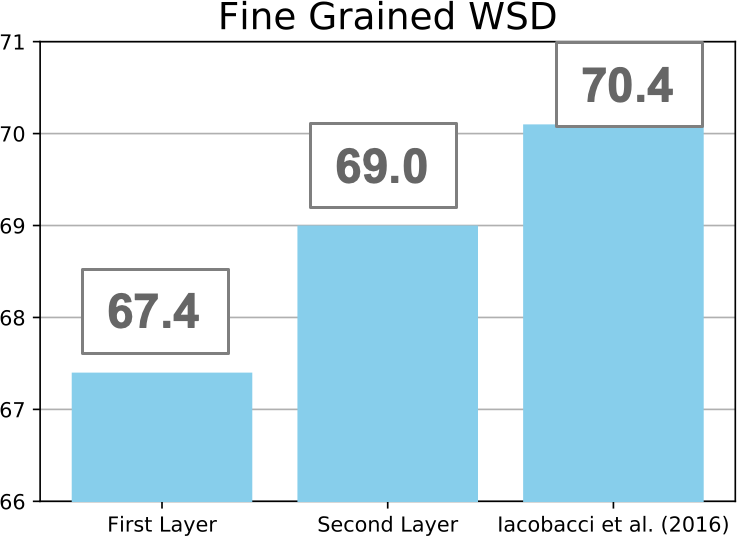 Fine Grained WSD
71
70
69
68
67
66
70.4
69.0
67.4
First Layer
Second Layer
Iacobacci et al. (2016)